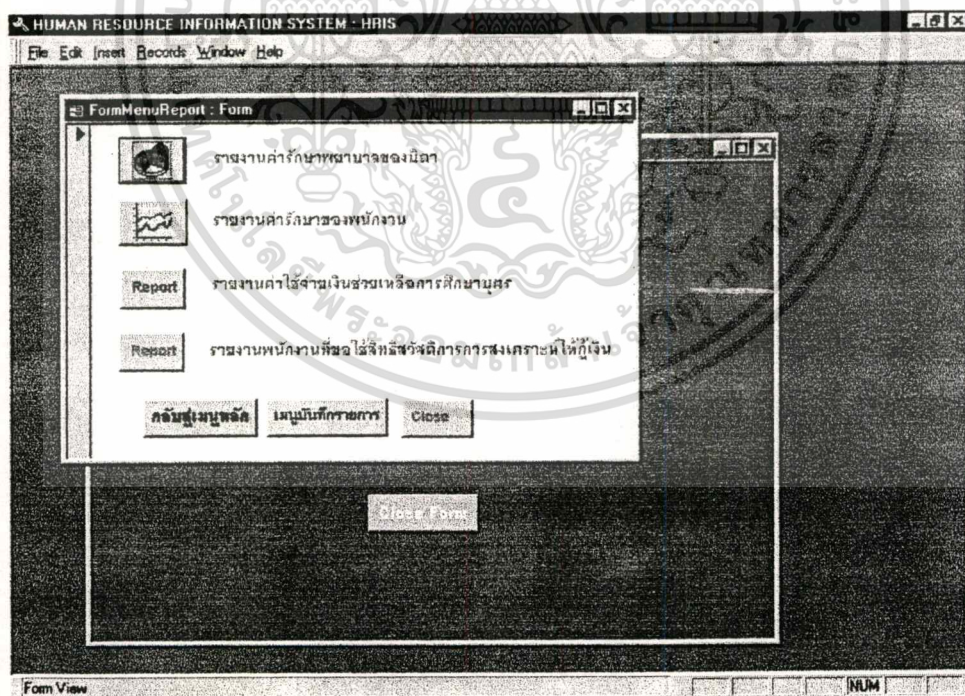 HUMAN RESOURCE INFORMATION SYSTEM - HRIS
File Edit Insert Records Window Help
FormMenuReport : Form
รายงานค่ารักษาพยาบาลของบิดา
รายงานค่ารักษาของพนักงาน
Report รายงานค่าใช้จ่ายเงินช่วยเหลือการศึกษาบุตร
Report รายงานพนักงานที่ขอใช้สิทธิสวัสดิการการสงเคราะห์ให้กู้เงิน
กลับสู่เมนูหลัก เมนูบันทึกรายการ Close
Close Form
Form View NUM